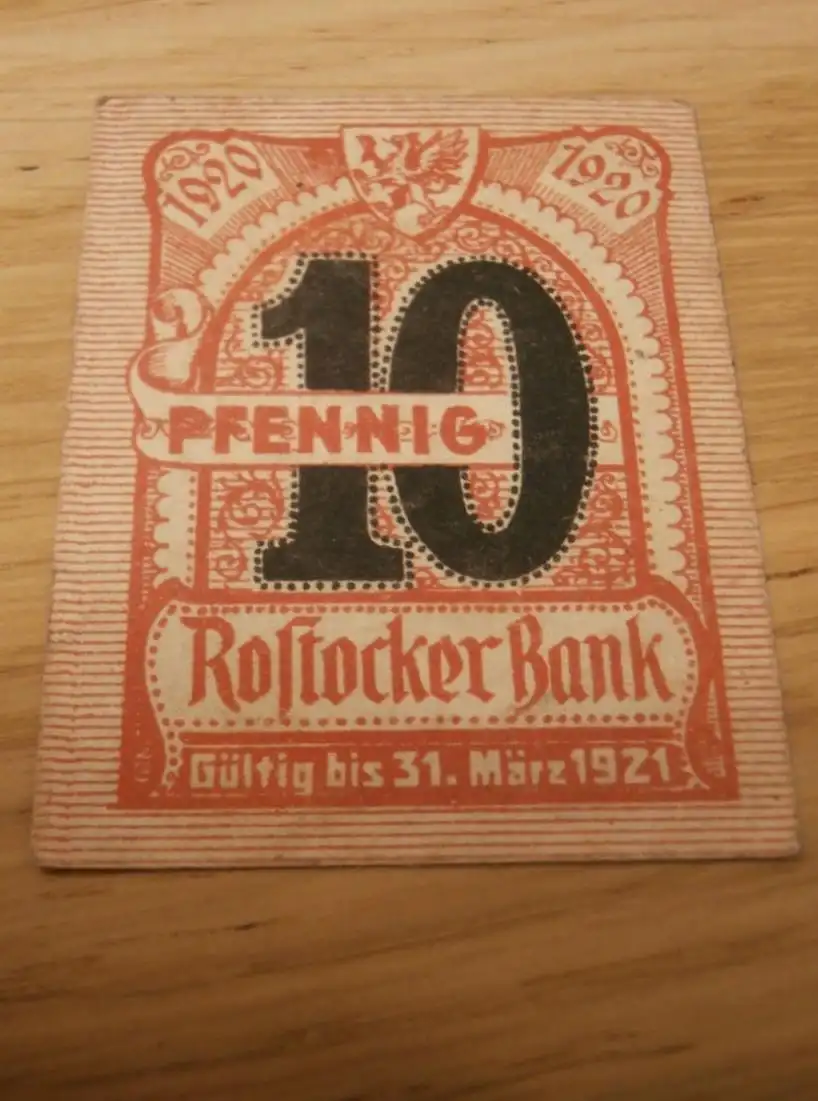 1920 1920
10
PFENNIG
Roſtocker Bank
Gültig bis 31. März 1921